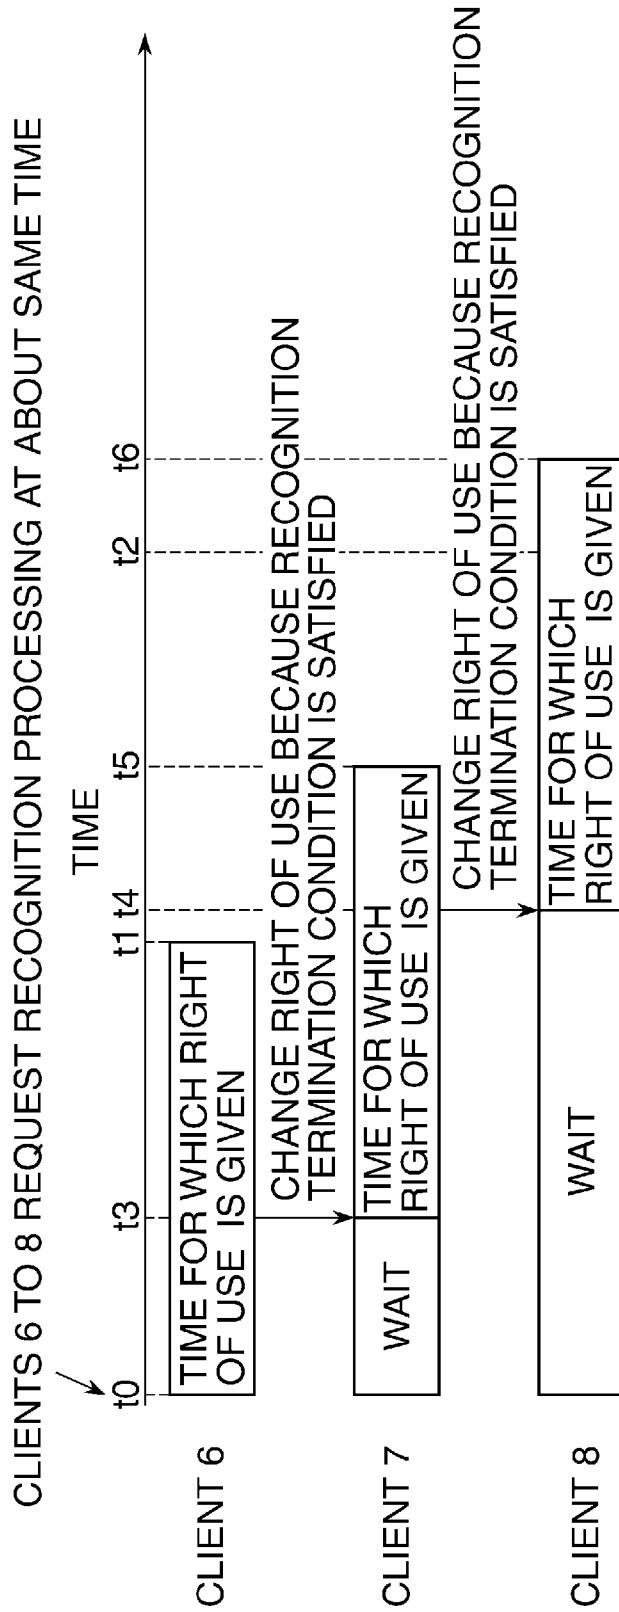 CLIENTS 6 TO 8 REQUEST RECOGNITION PROCESSING AT ABOUT SAME TIME
TIME
t0
t3
t1
t4
t5
t2
t6
CLIENT 6
TIME FOR WHICH RIGHT
OF USE IS GIVEN
CHANGE RIGHT OF USE BECAUSE RECOGNITION
TERMINATION CONDITION IS SATISFIED
CLIENT 7
WAIT
TIME FOR WHICH
RIGHT OF USE IS GIVEN
CHANGE RIGHT OF USE BECAUSE RECOGNITION
TERMINATION CONDITION IS SATISFIED
CLIENT 8
WAIT
TIME FOR WHICH
RIGHT OF USE IS GIVEN